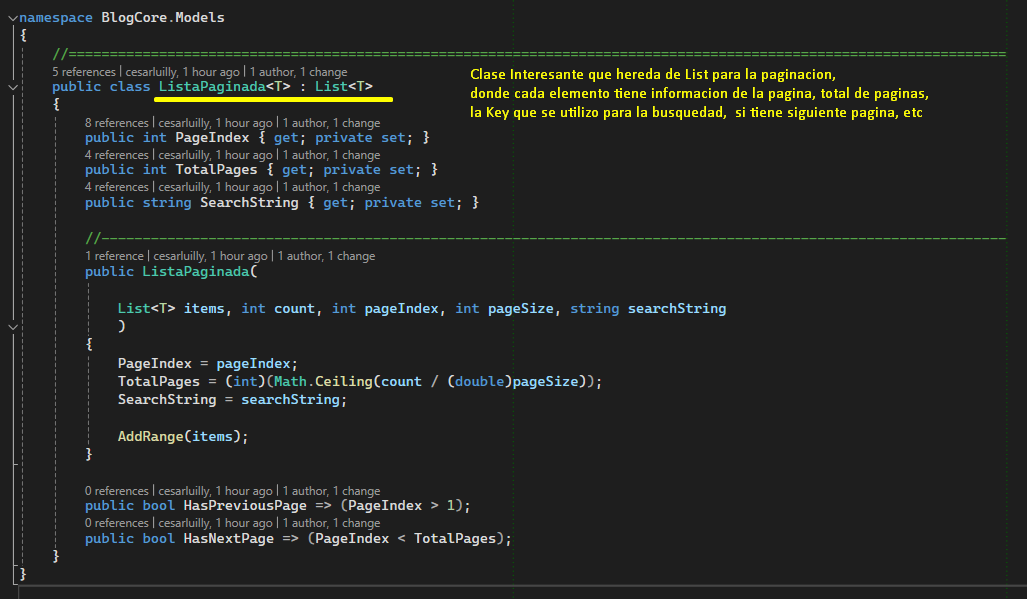 namespace BlogCore.Models
{
//==================================================================================================================
5 references | cesarluilly, 1 hour ago | 1 author, 1 change
public class ListaPaginada<T> : List<T>
Clase Interesante que hereda de List para la paginacion,
donde cada elemento tiene informacion de la pagina, total de paginas,
la Key que se utilizo para la busquedad, si tiene siguiente pagina, etc
{
8 references | cesarluilly, 1 hour ago | 1 author, 1 change
public int PageIndex { get; private set; }
4 references | cesarluilly, 1 hour ago | 1 author, 1 change
public int TotalPages { get; private set; }
4 references | cesarluilly, 1 hour ago | 1 author, 1 change
public string SearchString { get; private set; }
//--------------------------------------------------------------------------------------------------------------
1 reference | cesarluilly, 1 hour ago | 1 author, 1 change
public ListaPaginada(
List<T> items, int count, int pageIndex, int pageSize, string searchString
)
{
PageIndex = pageIndex;
TotalPages = (int)(Math.Ceiling(count / (double)pageSize));
SearchString = searchString;
AddRange(items);
}
0 references | cesarluilly, 1 hour ago | 1 author, 1 change
public bool HasPreviousPage => (PageIndex > 1);
0 references | cesarluilly, 1 hour ago | 1 author, 1 change
public bool HasNextPage => (PageIndex < TotalPages);
}
}